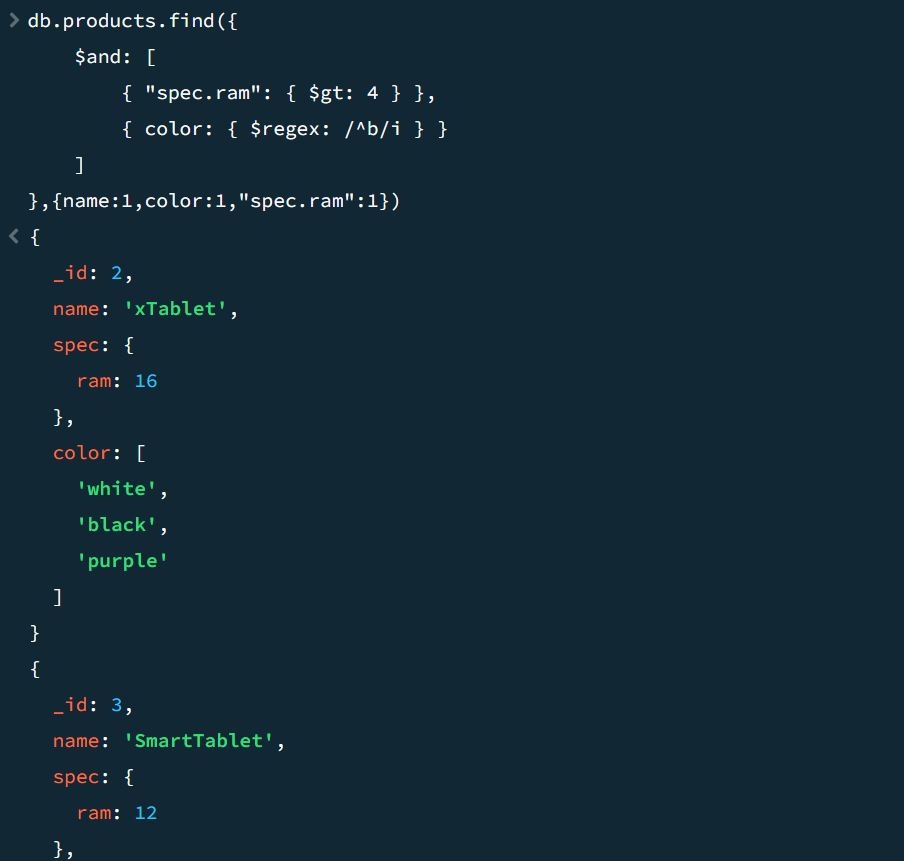 > db.products.find({
$and: [
{ "spec.ram": { $gt: 4 } },
{ color: { $regex: /^b/i } }
]
},{name:1,color:1,"spec.ram":1})
< {
_id: 2,
name: 'xTablet',
spec: {
ram: 16
},
color: [
'white',
'black',
'purple'
]
}
{
_id: 3,
name: 'SmartTablet',
spec: {
ram: 12
},